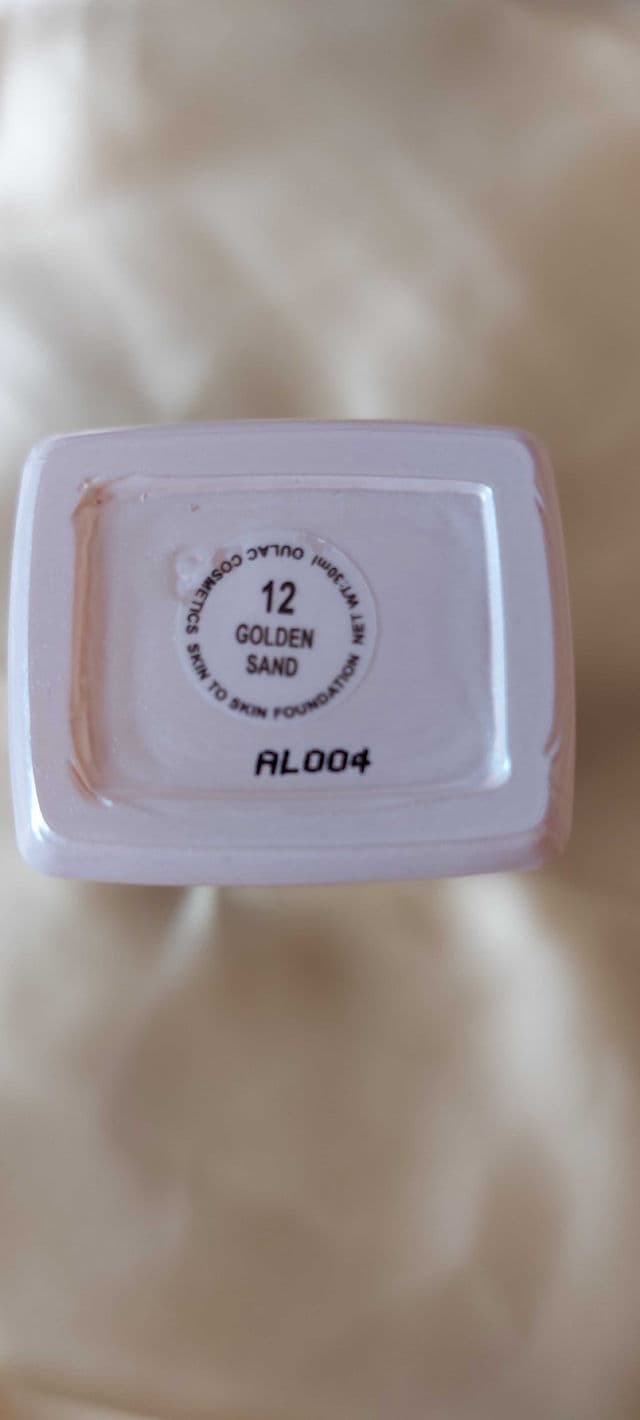 12
GOLDEN
SAND
OULAC COSMETICS SKIN TO SKIN FOUNDATION NET WT:30ml
AL004